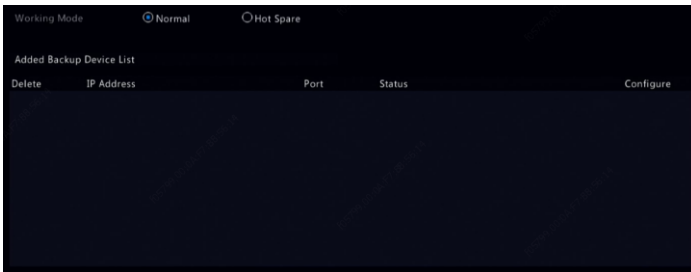 Working Mode Normal Hot Spare
Added Backup Device List
Delete IP Address Port Status Configure